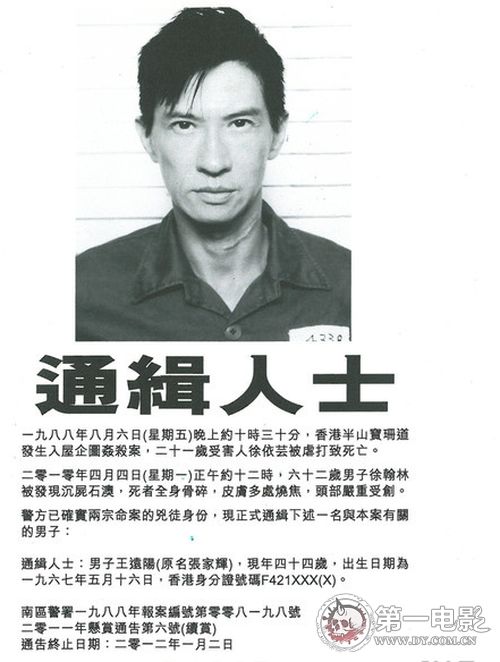 4330
通緝人士
一九八八年八月六日(星期五)晚上約十時三十分，香港半山寶珊道
發生入屋企圖姦殺案，二十一歲受害人徐依芸被虐打致死亡。
二零一零年四月四日(星期一)正午約十二時，六十二歲男子徐翰林
被發現沉屍石澳，死者全身骨碎，皮膚多處燒焦，頭部嚴重受創。
警方已確實兩宗命案的兇徒身份，現正式通緝下述一名與本案有關
的男子：
通緝人士：男子王遠陽(原名張家輝)，現年四十四歲，出生日期為
一九六七年五月十六日，香港身分證號碼F421XXX(X)。
南區警署一九八八年報案編號第零零八一九八號
二零一一年懸賞通告第六號(續賞)
通告終止日期：二零一二年一月二日
第一电影
WWW.DY.COM.CN